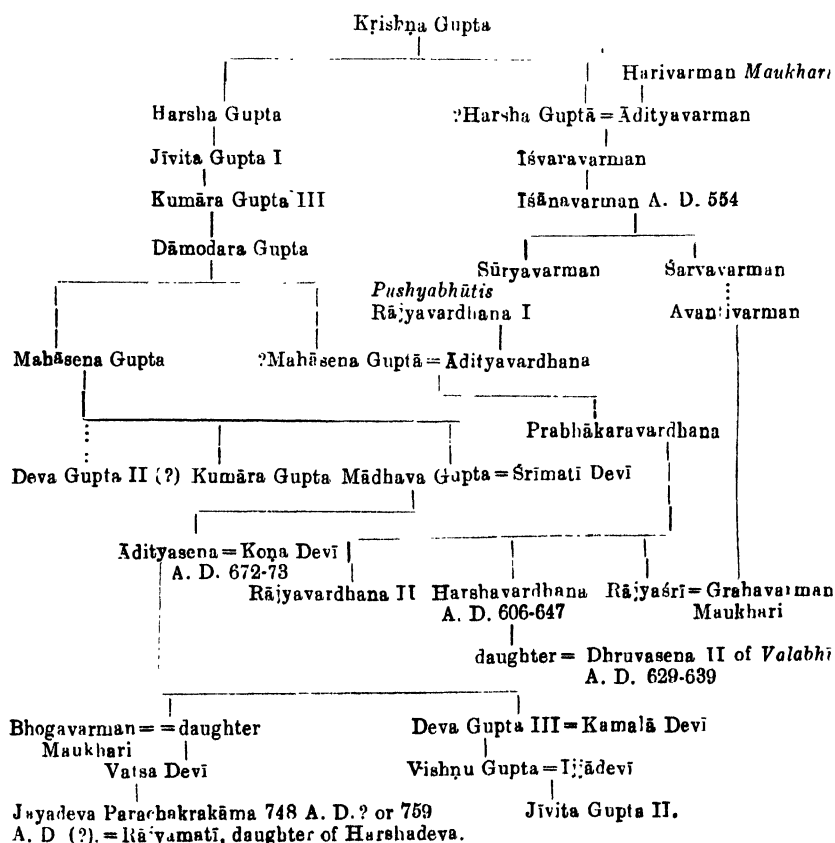 Kṛishṇa Gupta
Harivarman Maukhari
Harsha Gupta ?Harsha Guptā = Ādityavarman
Jīvita Gupta I Īśvaravarman
Kumāra Gupta III Īśānavarman A. D. 554
Dāmodara Gupta
Sūryavarman Śarvavarman
Pushyabhūtis
Rājyavardhana I Avantivarman
Mahāsena Gupta ?Mahāsena Guptā = Ādityavardhana
Prabhākaravardhana
Deva Gupta II (?) Kumāra Gupta Mādhava Gupta = Śrīmatī Devī
Ādityasena = Koṇa Devī
A. D. 672-73
Rājyavardhana II Harshavardhana Rājyaśrī = Grahavarman
A. D. 606-647 Maukhari
daughter = Dhruvasena II of Valabhī
A. D. 629-639
Bhogavarman = = daughter Deva Gupta III = Kamalā Devī
Maukhari
Vatsa Devī Vishṇu Gupta = Ijjādevī
Jayadeva Parachakrakāma 748 A. D.? or 759 Jīvita Gupta II.
A. D (?). = Rājyamatī, daughter of Harshadeva.